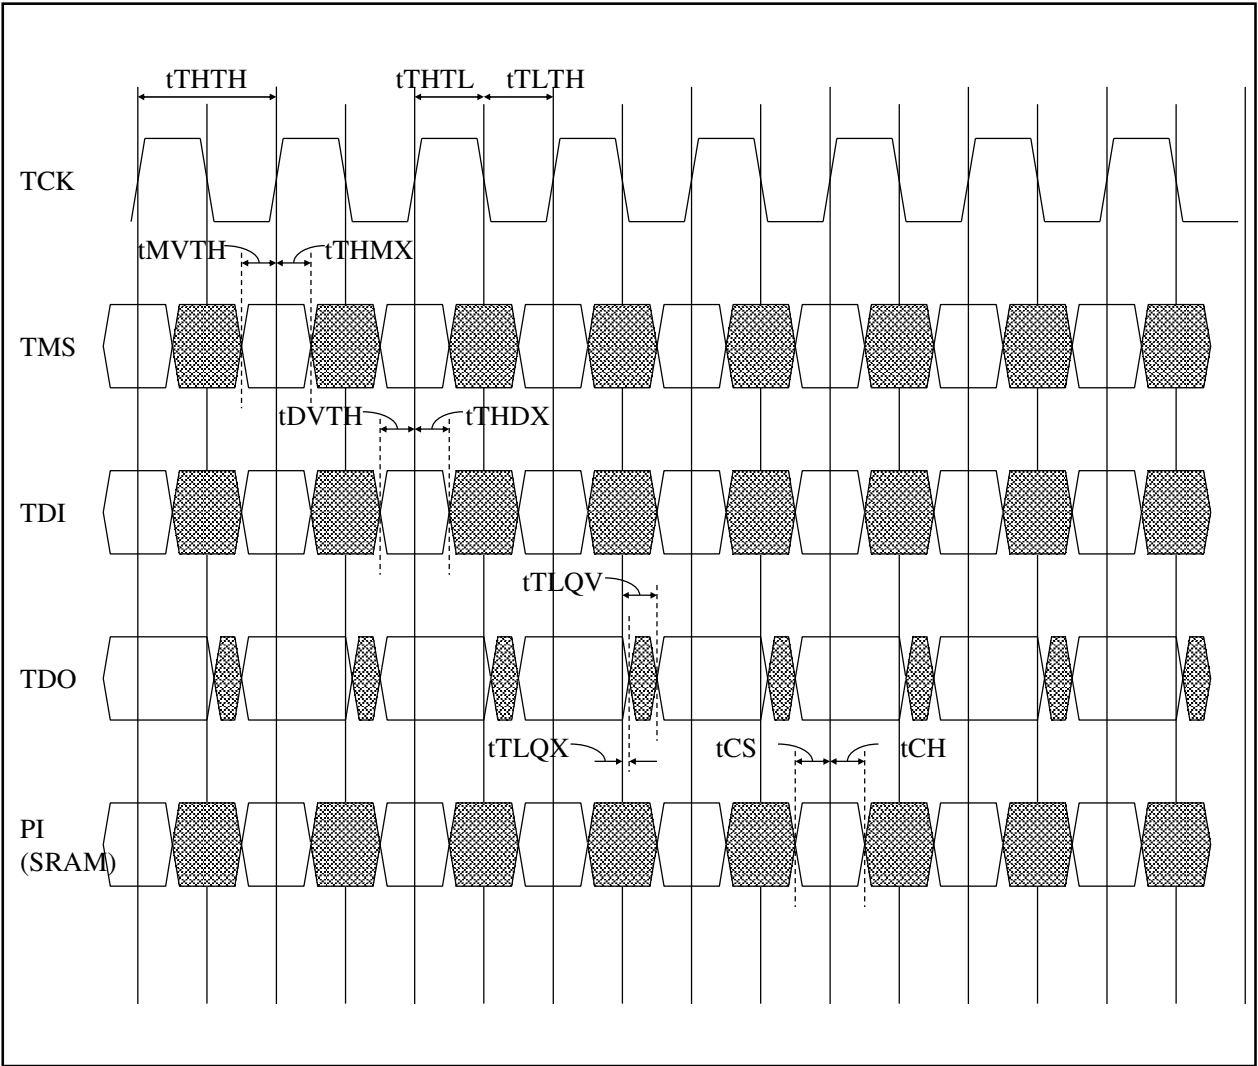 tTHTH
tTHTL
tTLTH
TCK
tMVTH
tTHMX
TMS
tDVTH
tTHDX
TDI
tTLQV
TDO
tTLQX
tCS
tCH
PI
(SRAM)